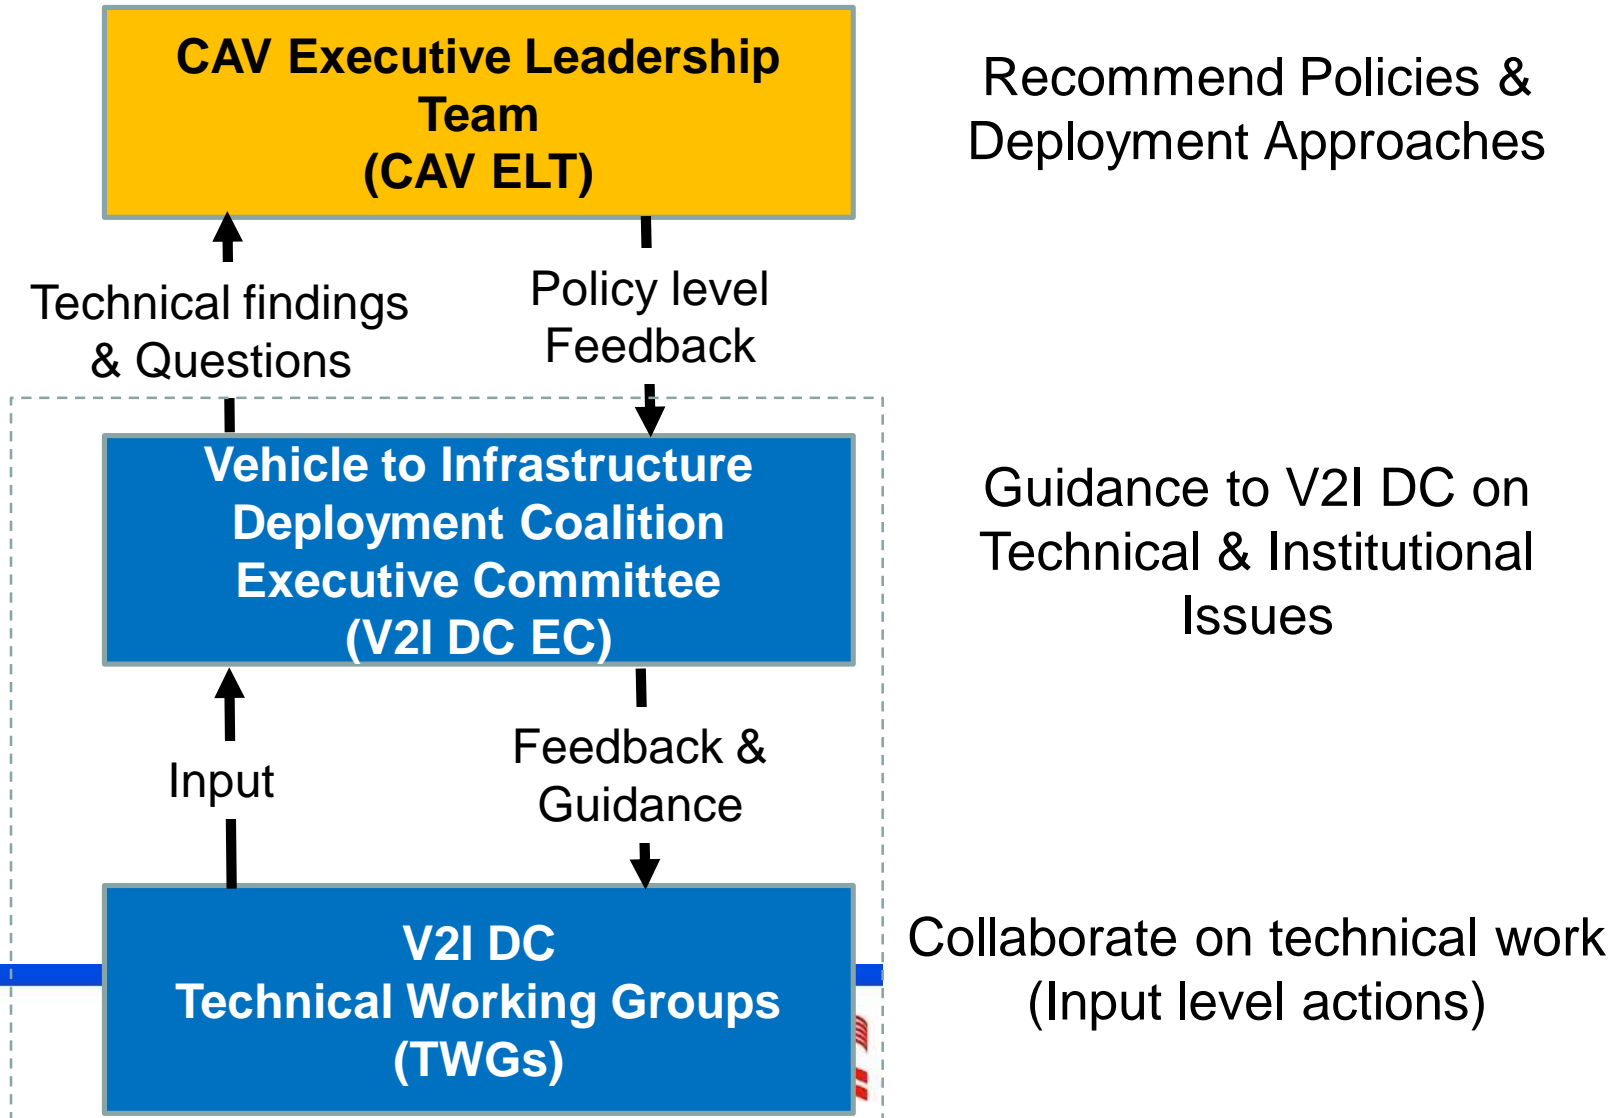 CAV Executive Leadership
Team
(CAV ELT)
Recommend Policies &
Deployment Approaches
Technical findings
& Questions
Policy level
Feedback
Vehicle to Infrastructure
Deployment Coalition
Executive Committee
(V2I DC EC)
Guidance to V2I DC on
Technical & Institutional
Issues
Input
Feedback &
Guidance
V2I DC
Technical Working Groups
(TWGs)
Collaborate on technical work
(Input level actions)